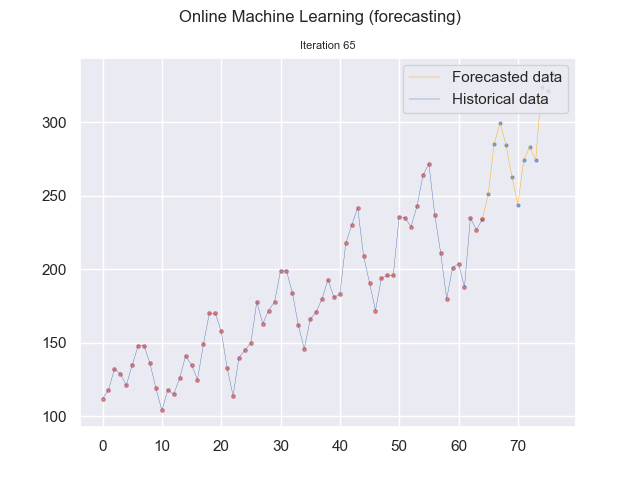 Online Machine Learning (forecasting)
Iteration 65
Forecasted data
Historical data
300
250
200
150
100
0 10 20 30 40 50 60 70